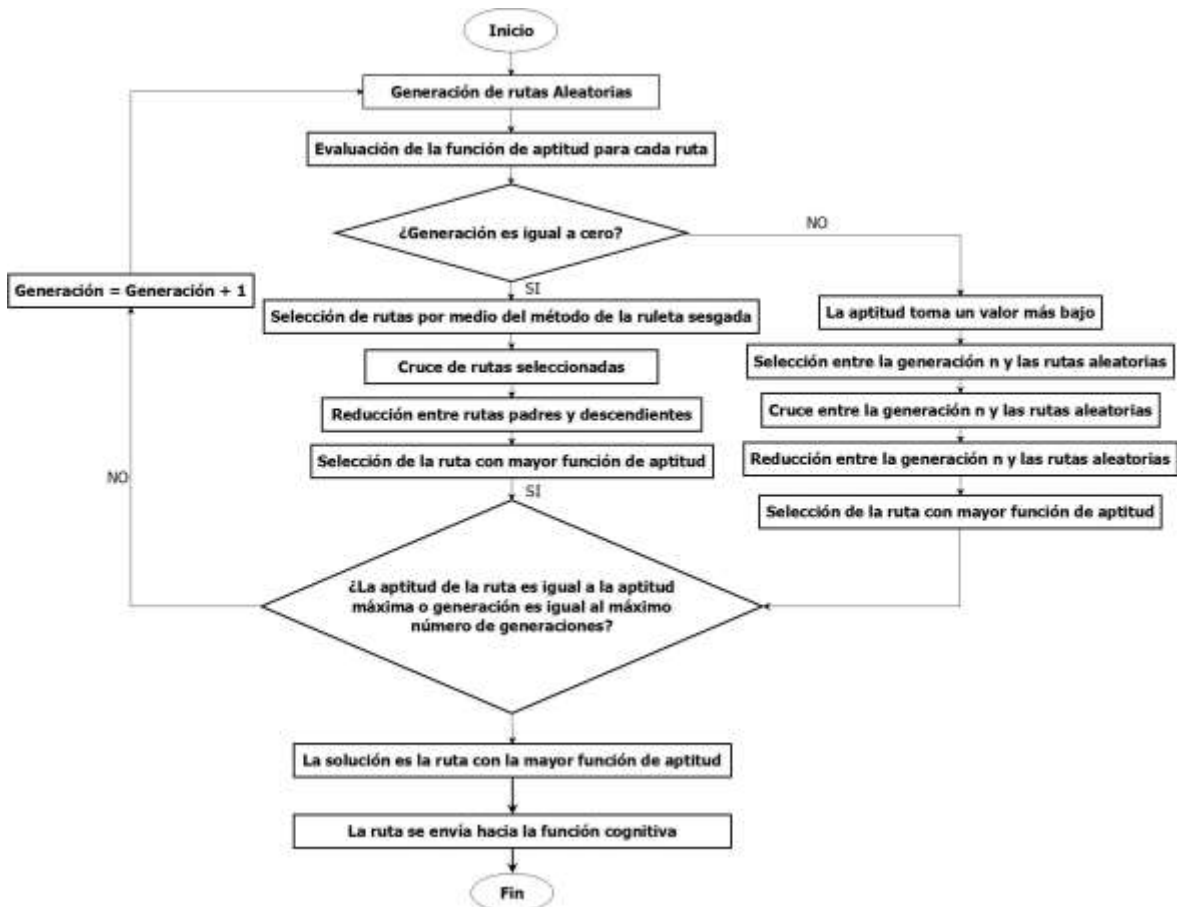 Inicio
Generación de rutas Aleatorias
Evaluación de la función de aptitud para cada ruta
¿Generación es igual a cero?
NO
SI
Generación = Generación + 1
Selección de rutas por medio del método de la ruleta sesgada
Cruce de rutas seleccionadas
Reducción entre rutas padres y descendientes
Selección de la ruta con mayor función de aptitud
SI
La aptitud toma un valor más bajo
Selección entre la generación n y las rutas aleatorias
Cruce entre la generación n y las rutas aleatorias
Reducción entre la generación n y las rutas aleatorias
Selección de la ruta con mayor función de aptitud
NO
¿La aptitud de la ruta es igual a la aptitud
máxima o generación es igual al máximo
número de generaciones?
La solución es la ruta con la mayor función de aptitud
La ruta se envía hacia la función cognitiva
Fin